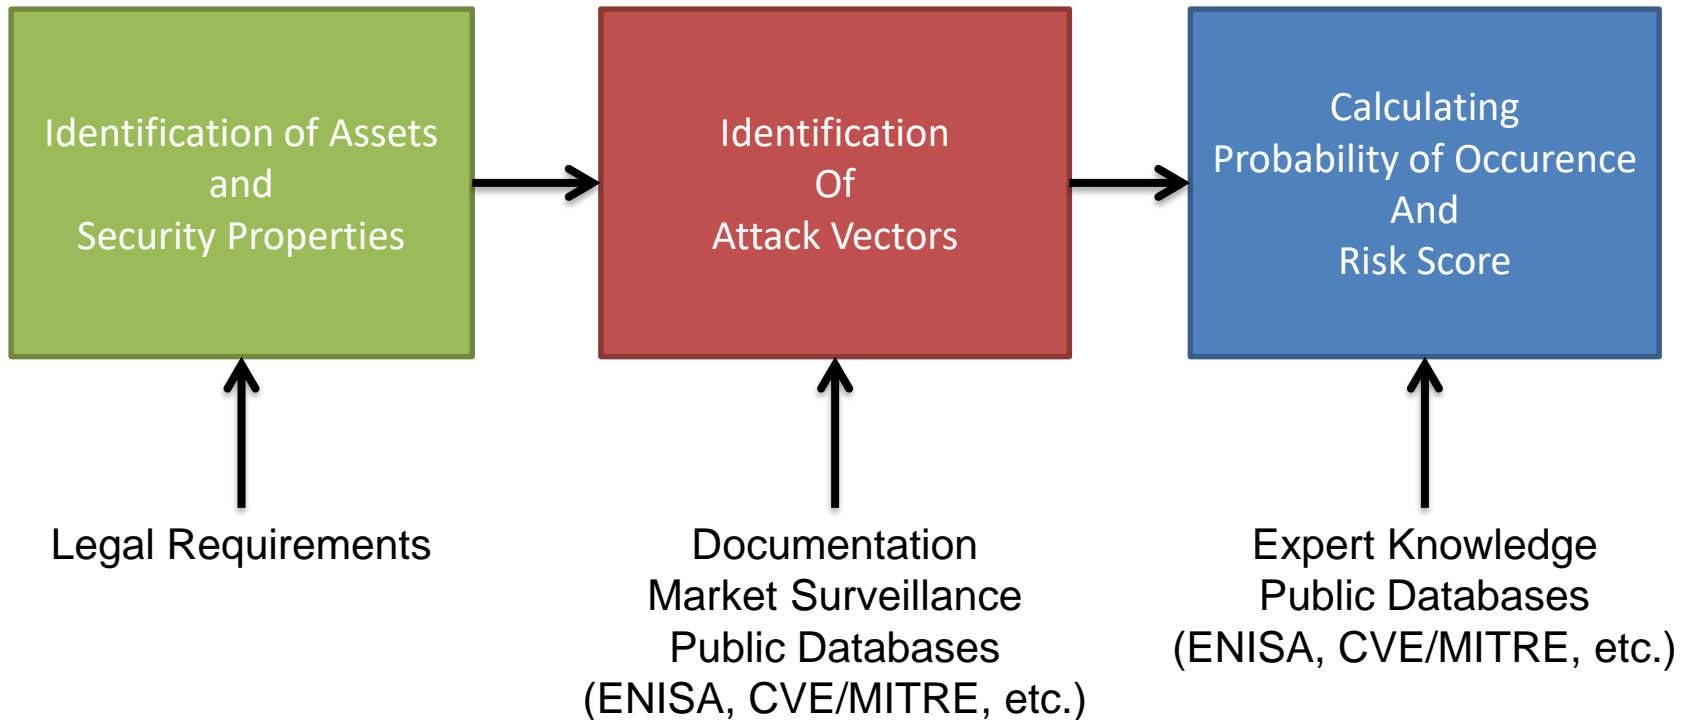 Identification of Assets
and
Security Properties
Identification
Of
Attack Vectors
Calculating
Probability of Occurence
And
Risk Score
Legal Requirements
Documentation
Market Surveillance
Public Databases
(ENISA, CVE/MITRE, etc.)
Expert Knowledge
Public Databases
(ENISA, CVE/MITRE, etc.)